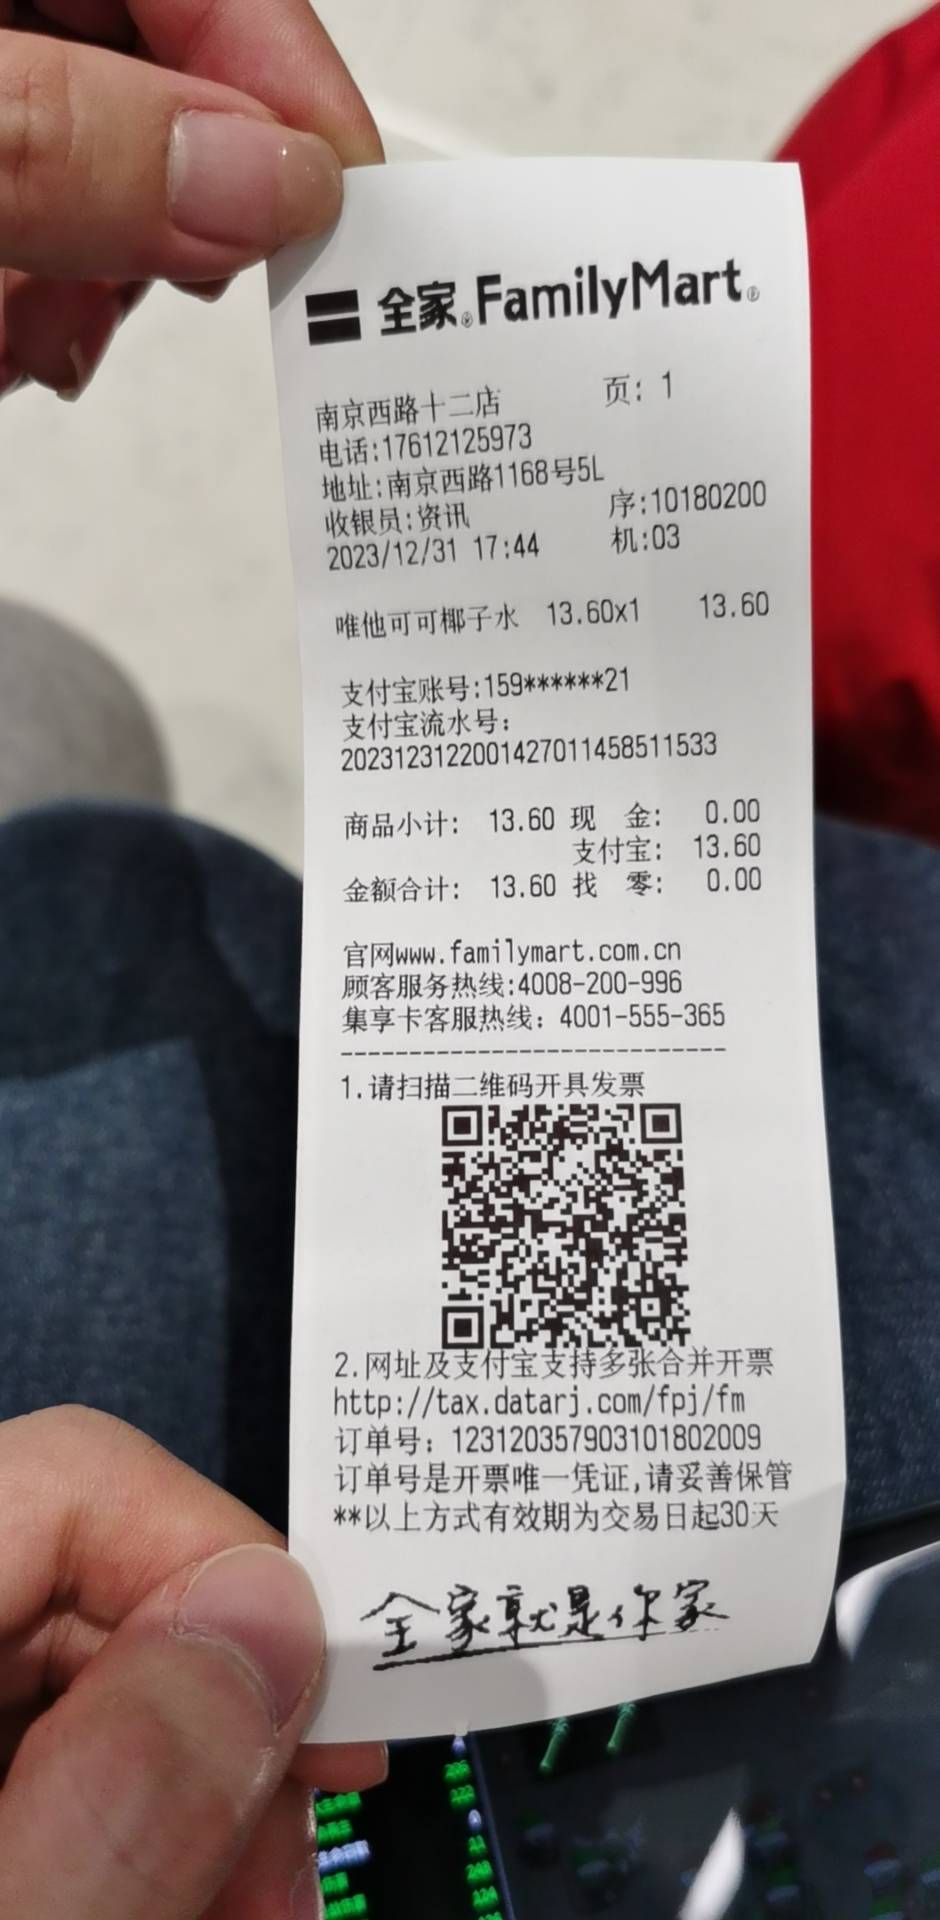 全家®FamilyMart®
南京西路十二店 页: 1
电话:17612125973
地址:南京西路1168号5L
收银员:资讯 序:10180200
2023/12/31 17:44 机:03
唯他可可椰子水 13.60x1 13.60
支付宝账号:159******21
支付宝流水号:
2023123122001427011458511533
商品小计: 13.60 现 金: 0.00
支付宝: 13.60
金额合计: 13.60 找 零: 0.00
官网www.familymart.com.cn
顾客服务热线:4008-200-996
集享卡客服热线: 4001-555-365
----------------------------
1.请扫描二维码开具发票
2.网址及支付宝支持多张合并开票
http://tax.datarj.com/fpj/fm
订单号: 123120357903101802009
订单号是开票唯一凭证,请妥善保管
**以上方式有效期为交易日起30天
全家就是你家